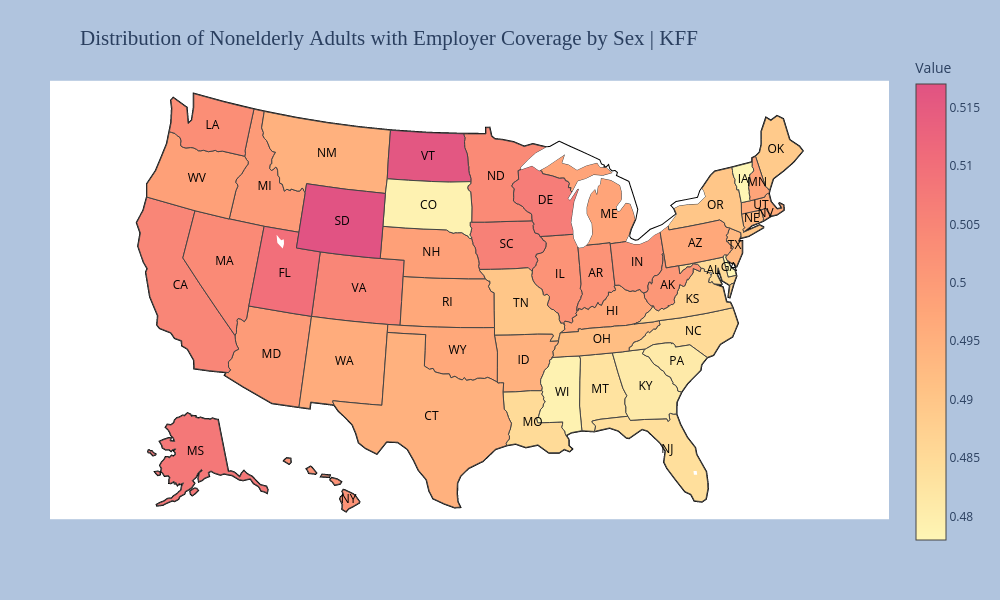 Distribution of Nonelderly Adults with Employer Coverage by Sex | KFF
Value
0.515
0.51
0.505
0.5
0.495
0.49
0.485
0.48
LA
NM
VT
ND
OK
WV
MI
SD
CO
DE
ME
OR
IA
MN
UT
NV
NE
CA
MA
FL
NH
SC
IL
AR
IN
AZ
TX
VA
RI
TN
AK
KS
AL
GA
HI
MD
WA
WY
ID
OH
NC
CT
WI
MT
KY
PA
MO
NJ
MS
NY